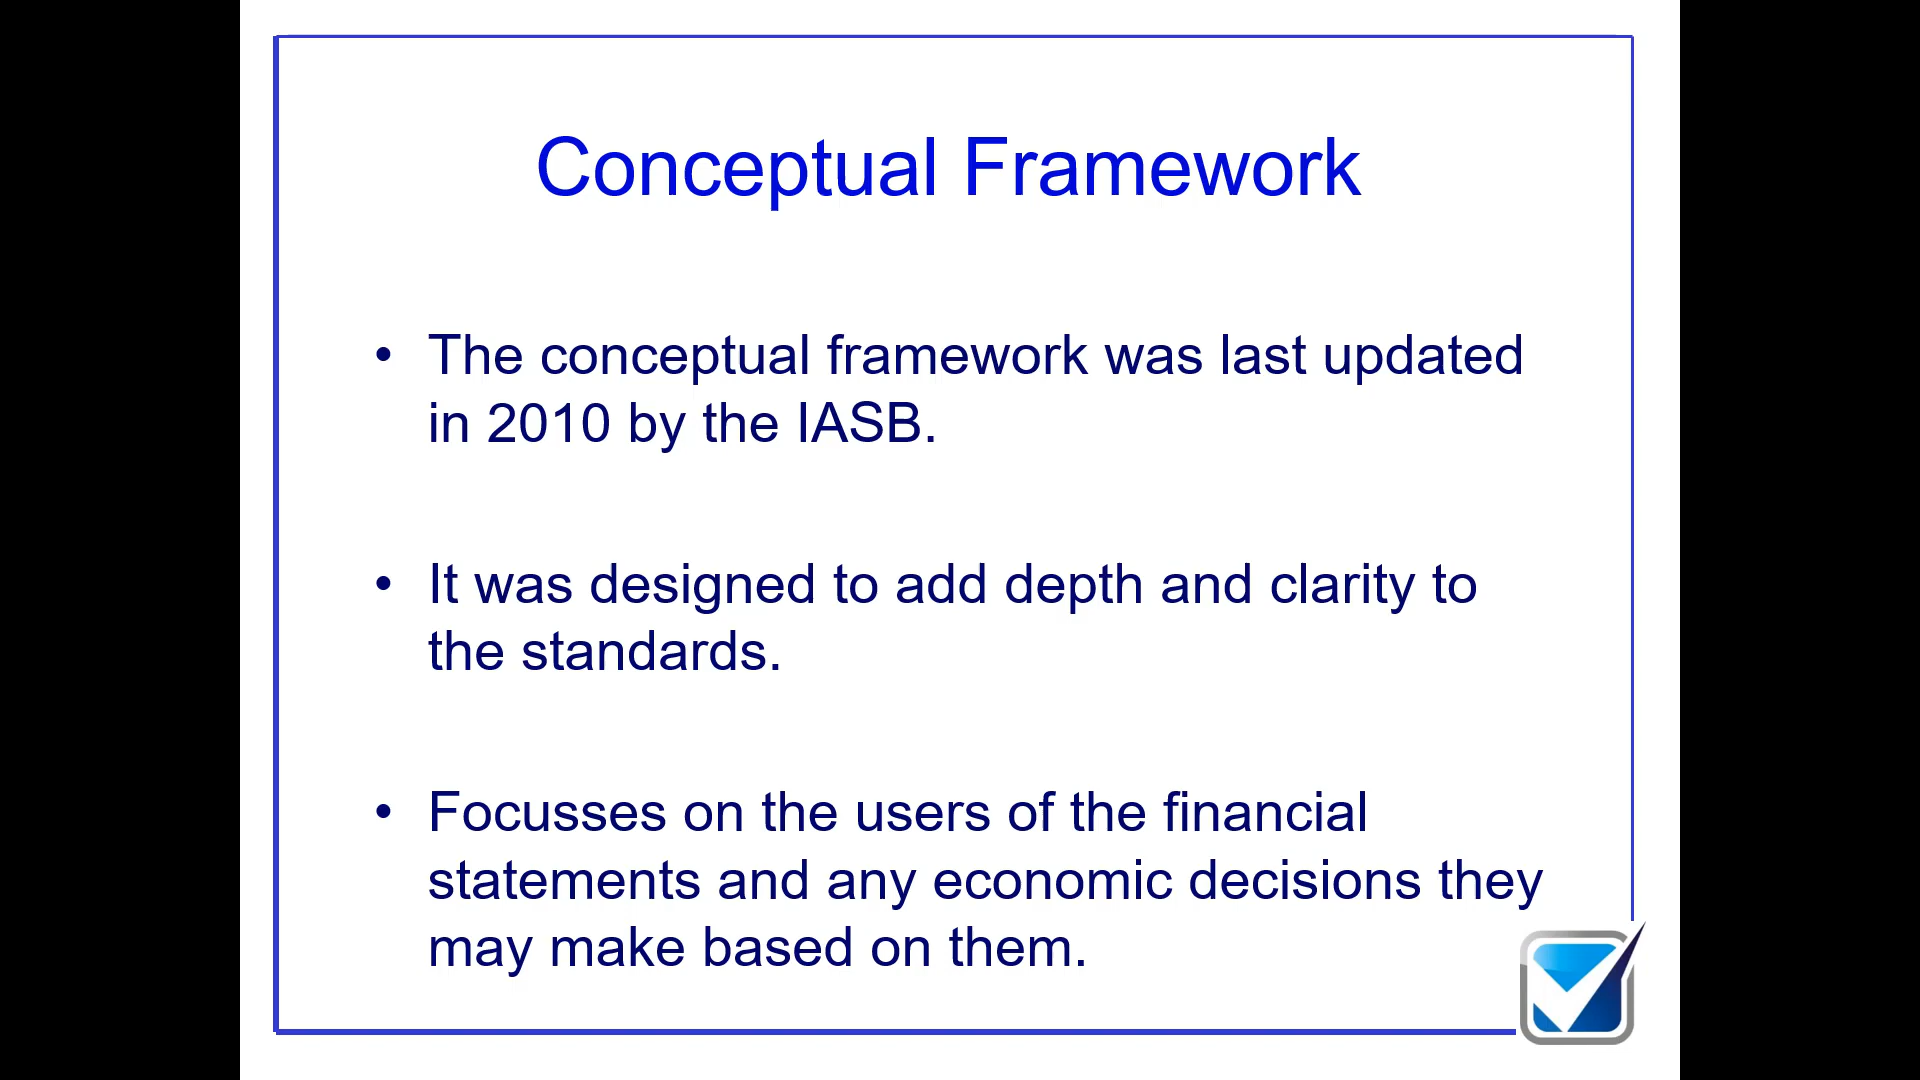 Conceptual Framework
• The conceptual framework was last updated
in 2010 by the IASB.
• It was designed to add depth and clarity to
the standards.
• Focusses on the users of the financial
statements and any economic decisions they
may make based on them.